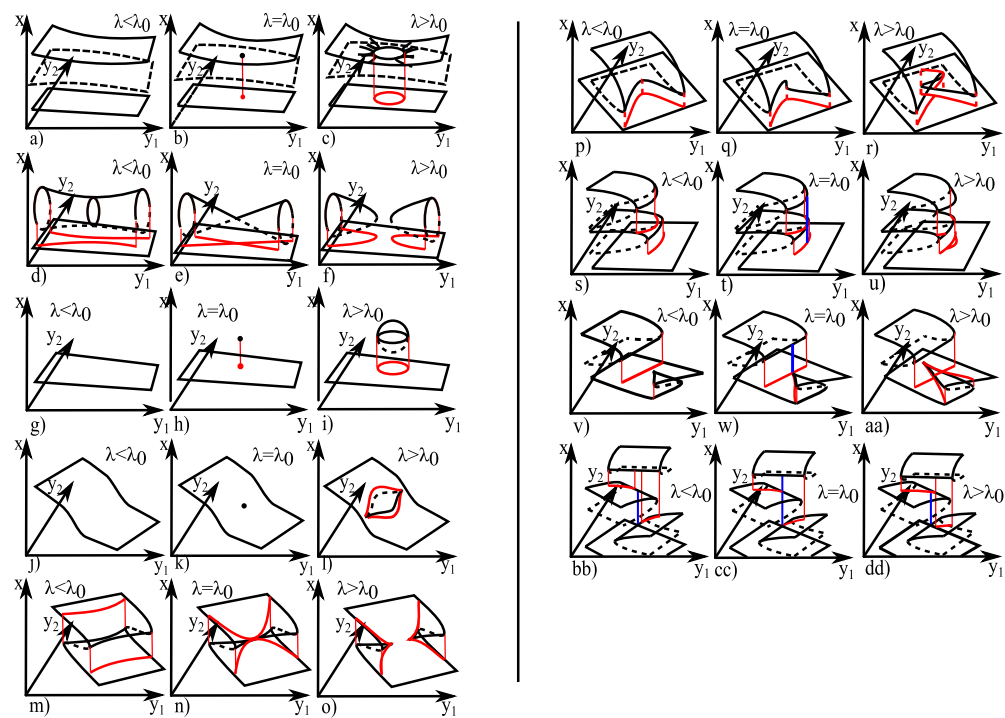 x λ<λ0 y2 a) y1
x λ=λ0 y2 b) y1
x λ>λ0 y2 c) y1
x λ<λ0 y2 d) y1
x λ=λ0 y2 e) y1
x λ>λ0 y2 f) y1
x λ<λ0 y2 g) y1
x λ=λ0 y2 h) y1
x λ>λ0 y2 i) y1
x λ<λ0 y2 j) y1
x λ=λ0 y2 k) y1
x λ>λ0 y2 l) y1
x λ<λ0 y2 m) y1
x λ=λ0 y2 n) y1
x λ>λ0 y2 o) y1
x λ<λ0 y2 p) y1
x λ=λ0 y2 q) y1
x λ>λ0 y2 r) y1
x λ<λ0 y2 s) y1
x λ=λ0 y2 t) y1
x λ>λ0 y2 u) y1
x λ<λ0 y2 v) y1
x λ=λ0 y2 w) y1
x λ>λ0 y2 aa) y1
x y2 λ<λ0 bb) y1
x y2 λ=λ0 cc) y1
x y2 λ>λ0 dd) y1